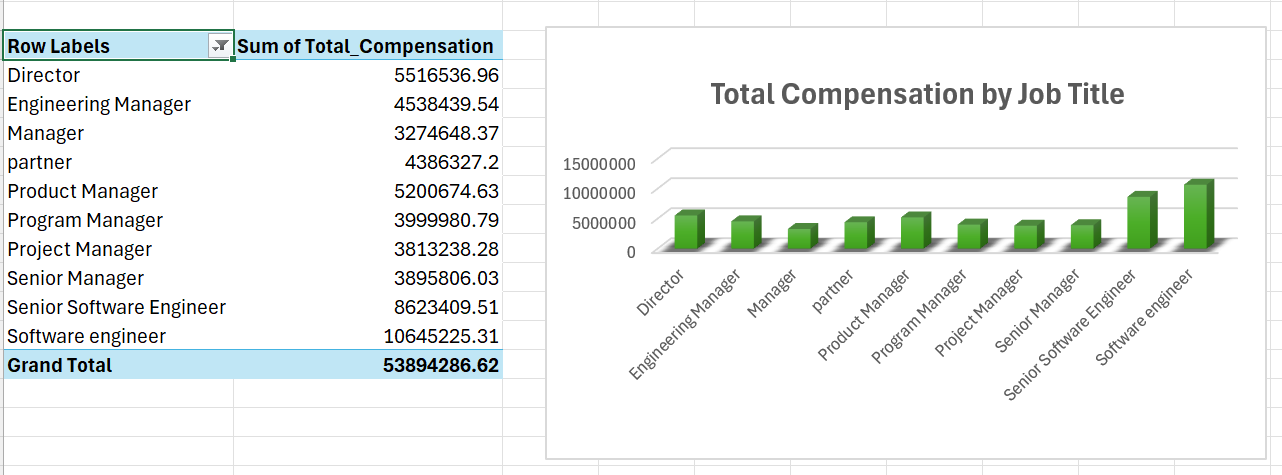 Row Labels Sum of Total_Compensation
Director 5516536.96
Engineering Manager 4538439.54
Manager 3274648.37
partner 4386327.2
Product Manager 5200674.63
Program Manager 3999980.79
Project Manager 3813238.28
Senior Manager 3895806.03
Senior Software Engineer 8623409.51
Software engineer 10645225.31
Grand Total 53894286.62
Total Compensation by Job Title
15000000
10000000
5000000
0
Director
Engineering Manager
Manager
partner
Product Manager
Program Manager
Project Manager
Senior Manager
Senior Software Engineer
Software engineer